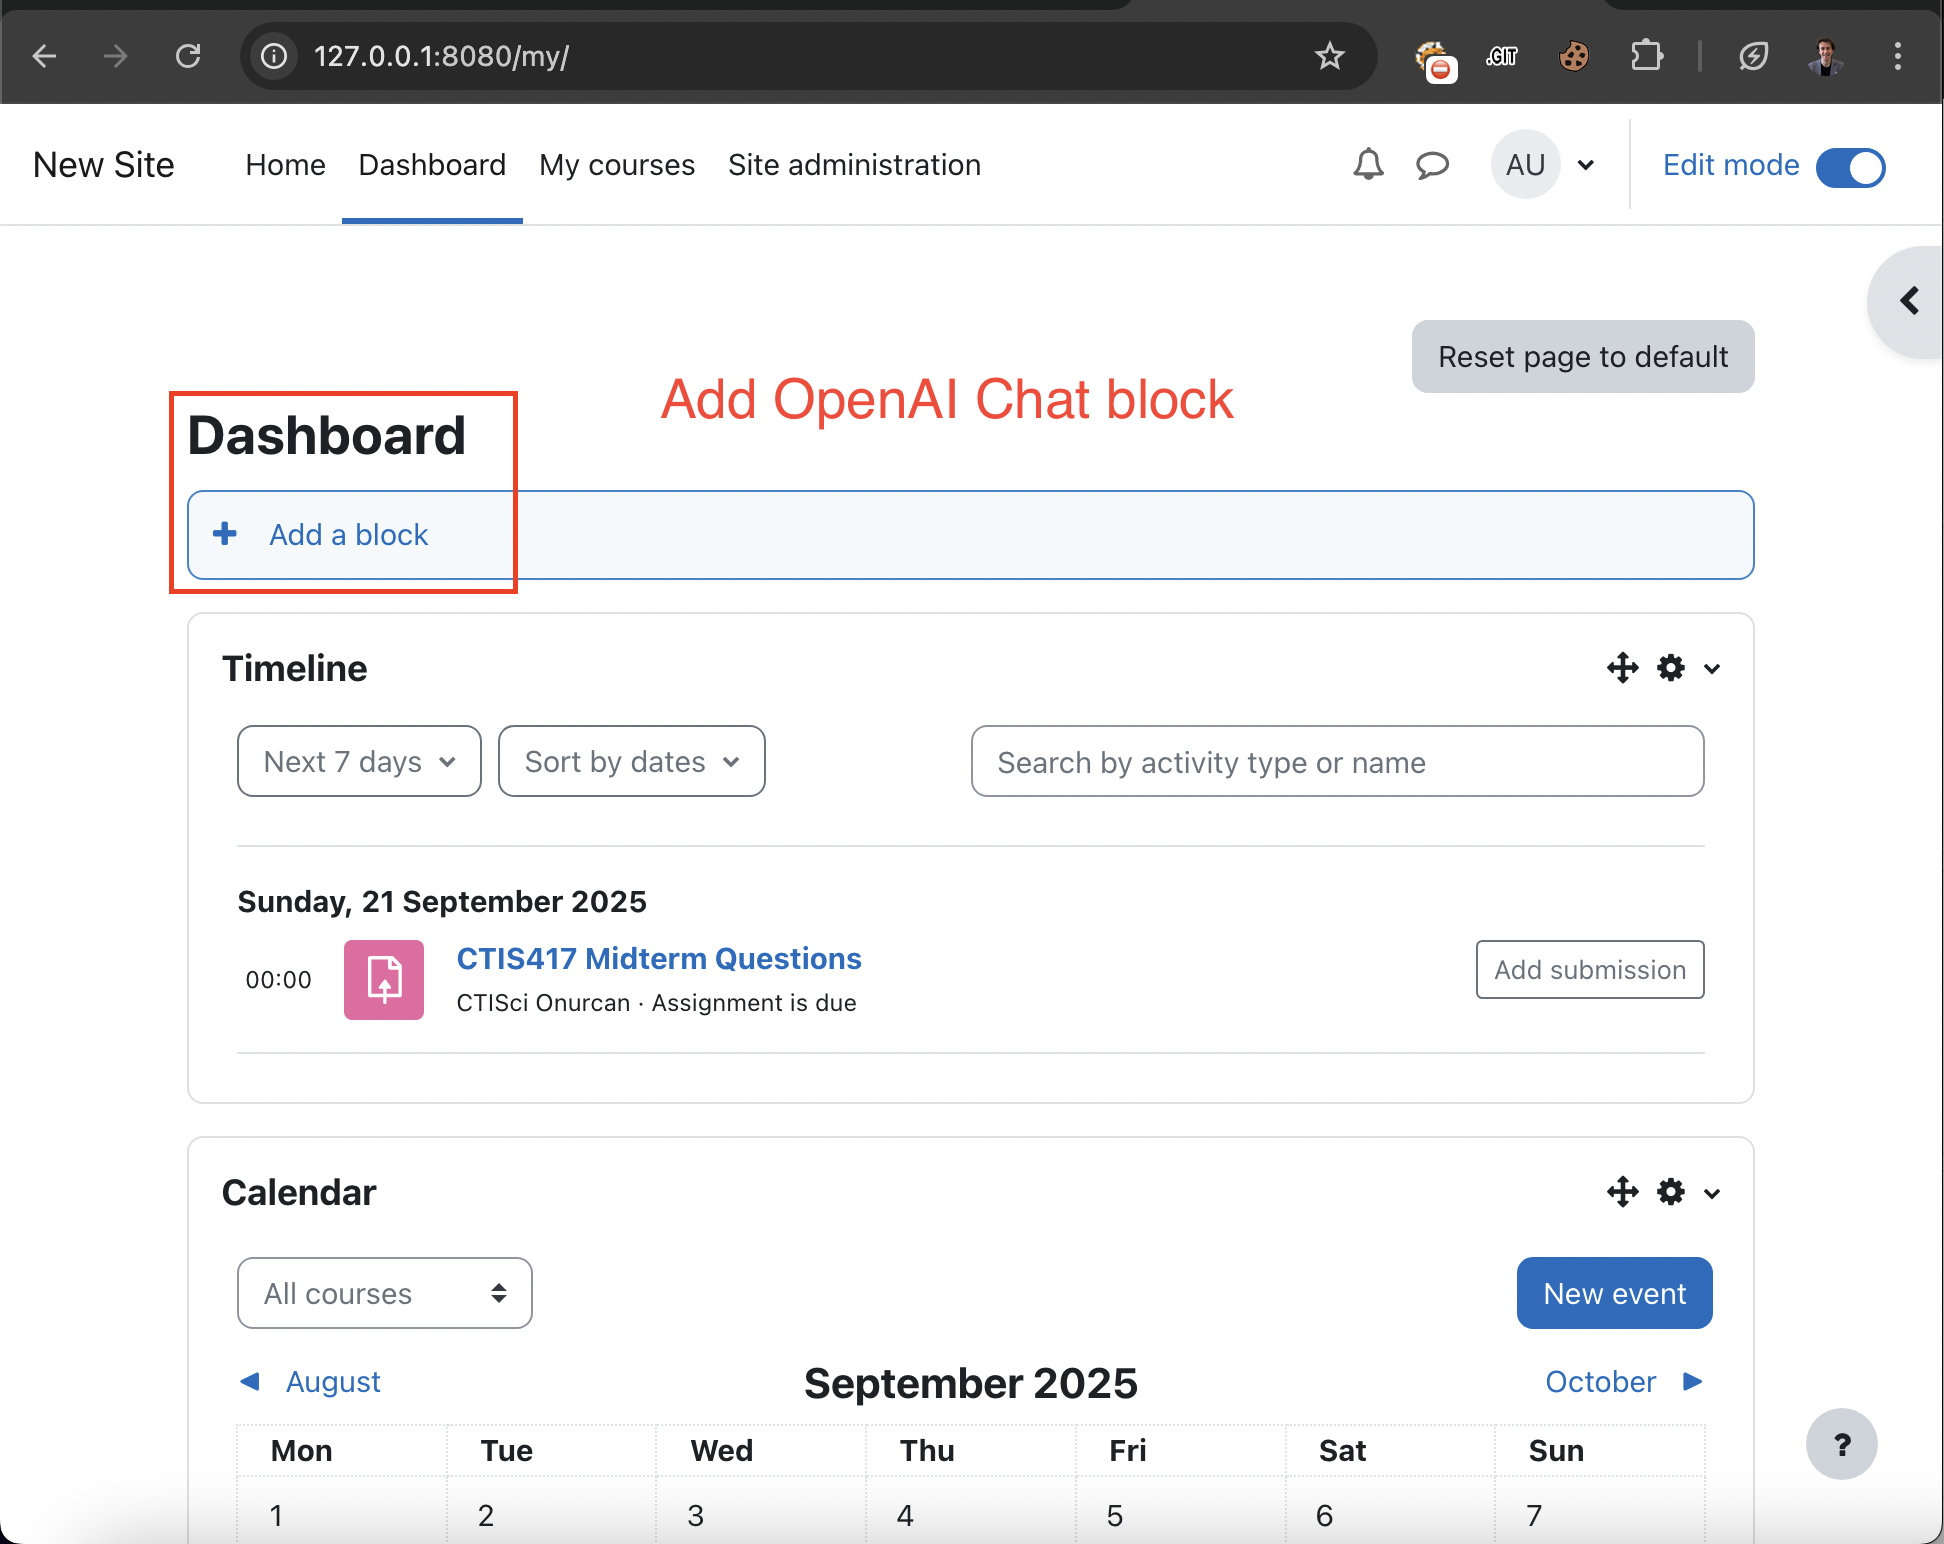 127.0.0.1:8080/my/
.GIT
New Site
Home
Dashboard
My courses
Site administration
AU
Edit mode
Reset page to default
Add OpenAI Chat block
Dashboard
Add a block
Timeline
Next 7 days
Sort by dates
Search by activity type or name
Sunday, 21 September 2025
00:00
CTIS417 Midterm Questions
CTISci Onurcan · Assignment is due
Add submission
Calendar
All courses
New event
August
September 2025
October
Mon Tue Wed Thu Fri Sat Sun
1 2 3 4 5 6 7
?